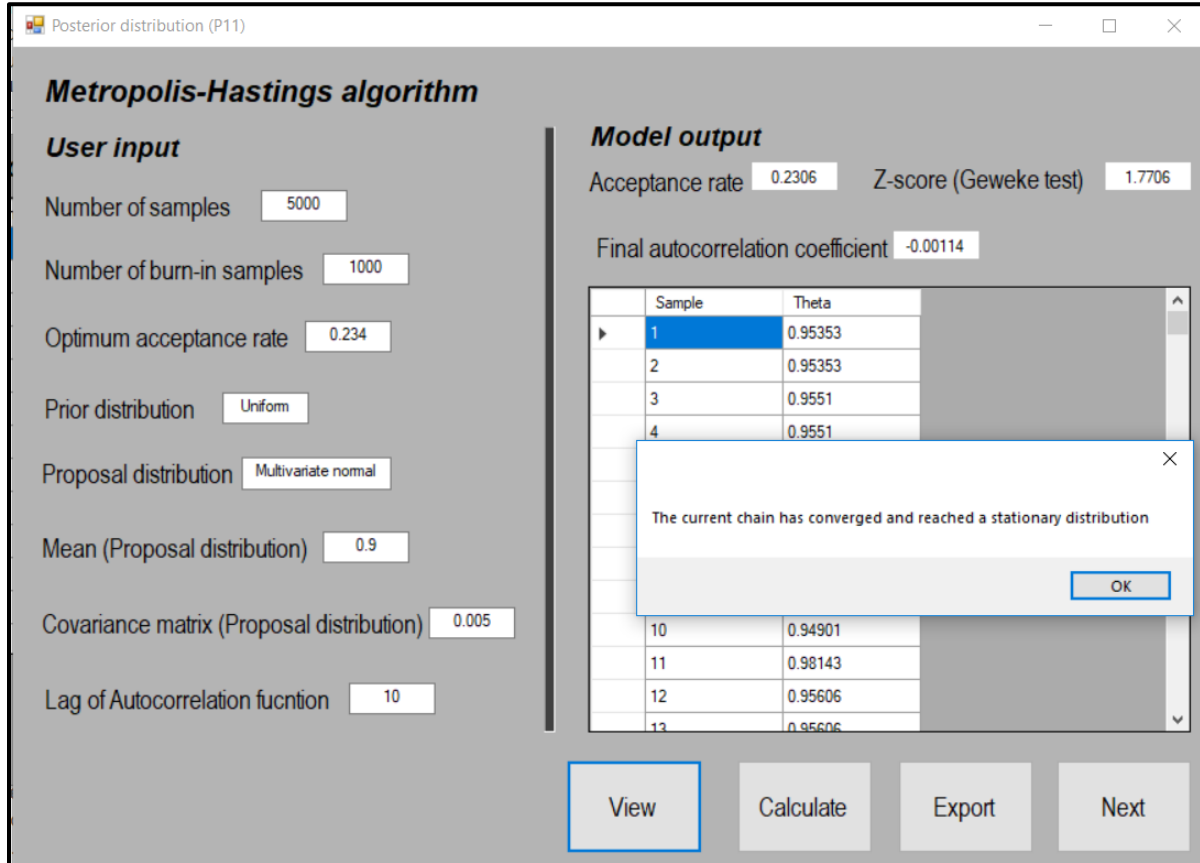 Posterior distribution (P11)
Metropolis-Hastings algorithm
User input
Number of samples 5000
Number of burn-in samples 1000
Optimum acceptance rate 0.234
Prior distribution Uniform
Proposal distribution Multivariate normal
Mean (Proposal distribution) 0.9
Covariance matrix (Proposal distribution) 0.005
Lag of Autocorrelation fucntion 10
Model output
Acceptance rate 0.2306 Z-score (Geweke test) 1.7706
Final autocorrelation coefficient -0.00114
Sample Theta
1 0.95353
2 0.95353
3 0.9551
4 0.9551
The current chain has converged and reached a stationary distribution
OK
10 0.94901
11 0.98143
12 0.95606
13 0.95606
View Calculate Export Next